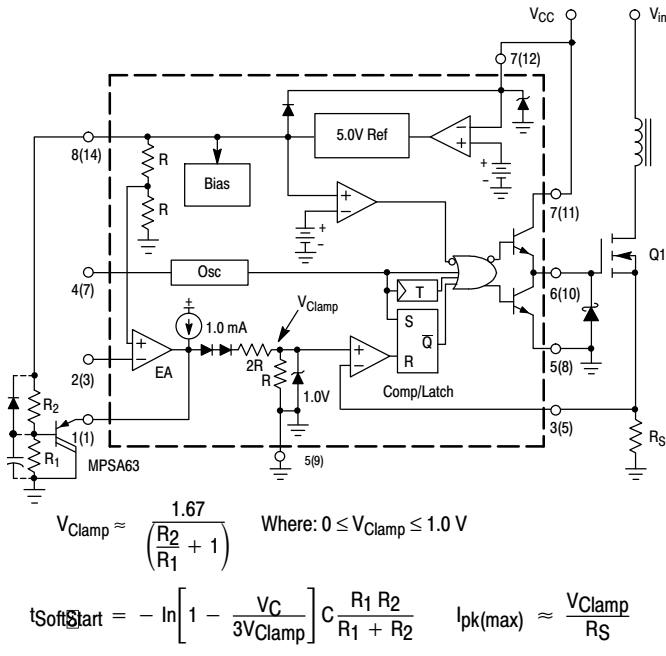 VCC
Vin
7(12)
5.0V Ref
8(14)
R
Bias
R
7(11)
Osc
4(7)
T
Q1
6(10)
VClamp
1.0 mA
S
Q
R
2R
R
1.0V
EA
Comp/Latch
5(8)
2(3)
R2
1(1)
R1
MPSA63
5(9)
3(5)
RS
VClamp ≈ 1.67 / (R2/R1 + 1) Where: 0 ≤ VClamp ≤ 1.0 V
tSoftStart = − ln[1 − VC/3VClamp] C R1 R2/R1 + R2 Ipk(max) ≈ VClamp/RS